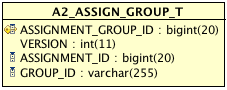 A2_ASSIGN_GROUP_T
ASSIGNMENT_GROUP_ID : bigint(20)
VERSION : int(11)
ASSIGNMENT_ID : bigint(20)
GROUP_ID : varchar(255)